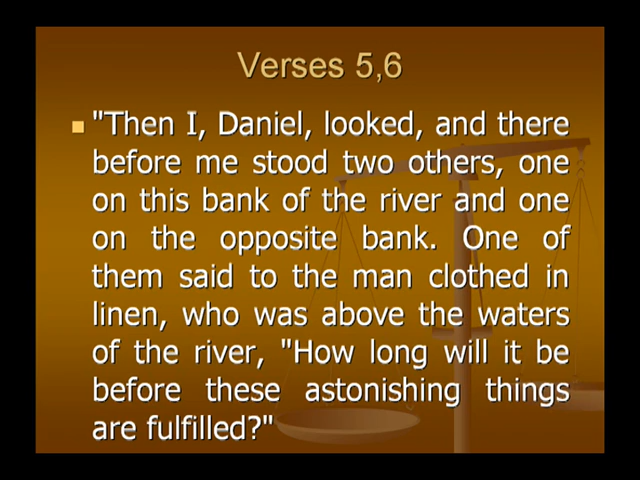 Verses 5,6
"Then I, Daniel, looked, and there
before me stood two others, one
on this bank of the river and one
on the opposite bank. One of
them said to the man clothed in
linen, who was above the waters
of the river, "How long will it be
before these astonishing things
are fulfilled?"